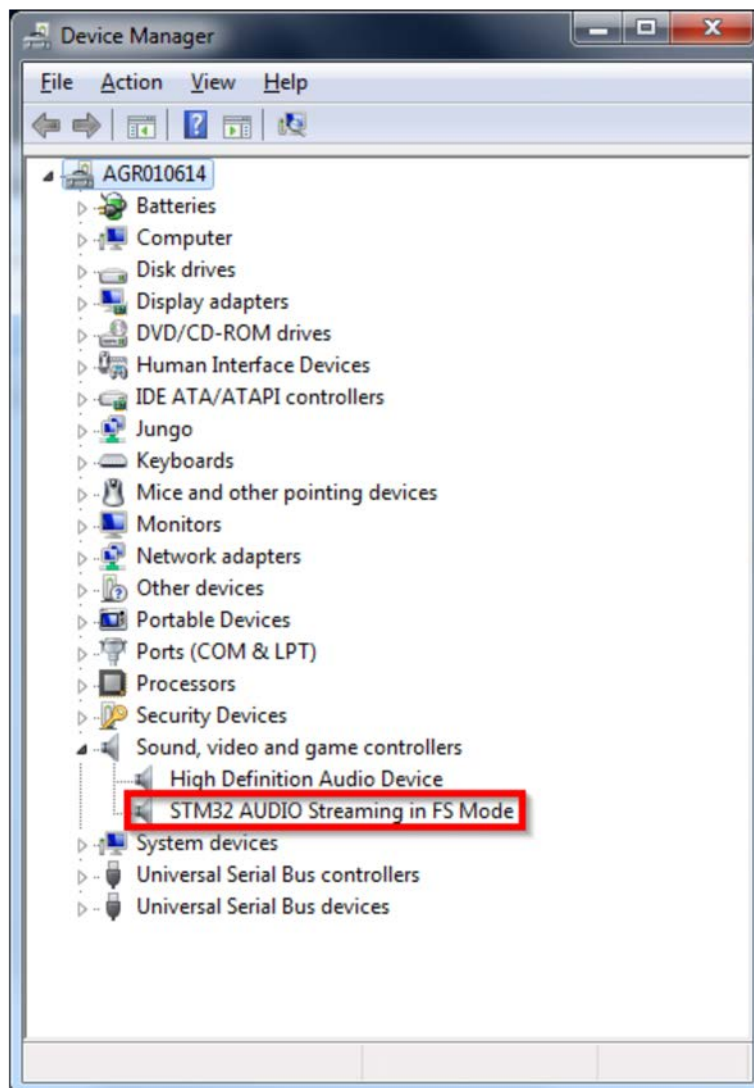 Device Manager
File Action View Help
AGR010614
Batteries
Computer
Disk drives
Display adapters
DVD/CD-ROM drives
Human Interface Devices
IDE ATA/ATAPI controllers
Jungo
Keyboards
Mice and other pointing devices
Monitors
Network adapters
Other devices
Portable Devices
Ports (COM & LPT)
Processors
Security Devices
Sound, video and game controllers
High Definition Audio Device
STM32 AUDIO Streaming in FS Mode
System devices
Universal Serial Bus controllers
Universal Serial Bus devices